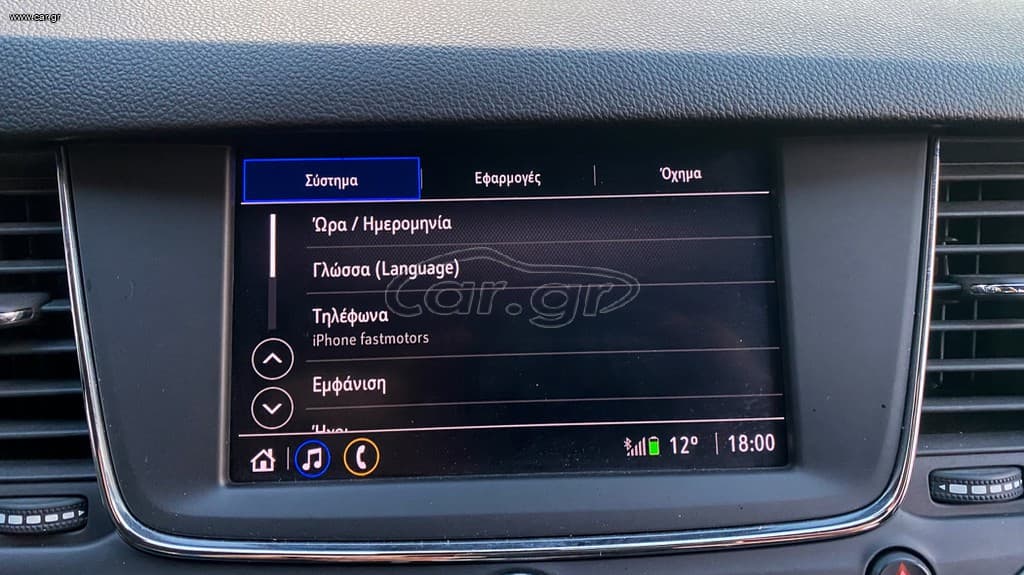 www.car.gr
Σύστημα
Εφαρμογές
Όχημα
Ώρα / Ημερομηνία
Γλώσσα (Language)
car.gr
Τηλέφωνα
iPhone fastmotors
Εμφάνιση
12° 18:00